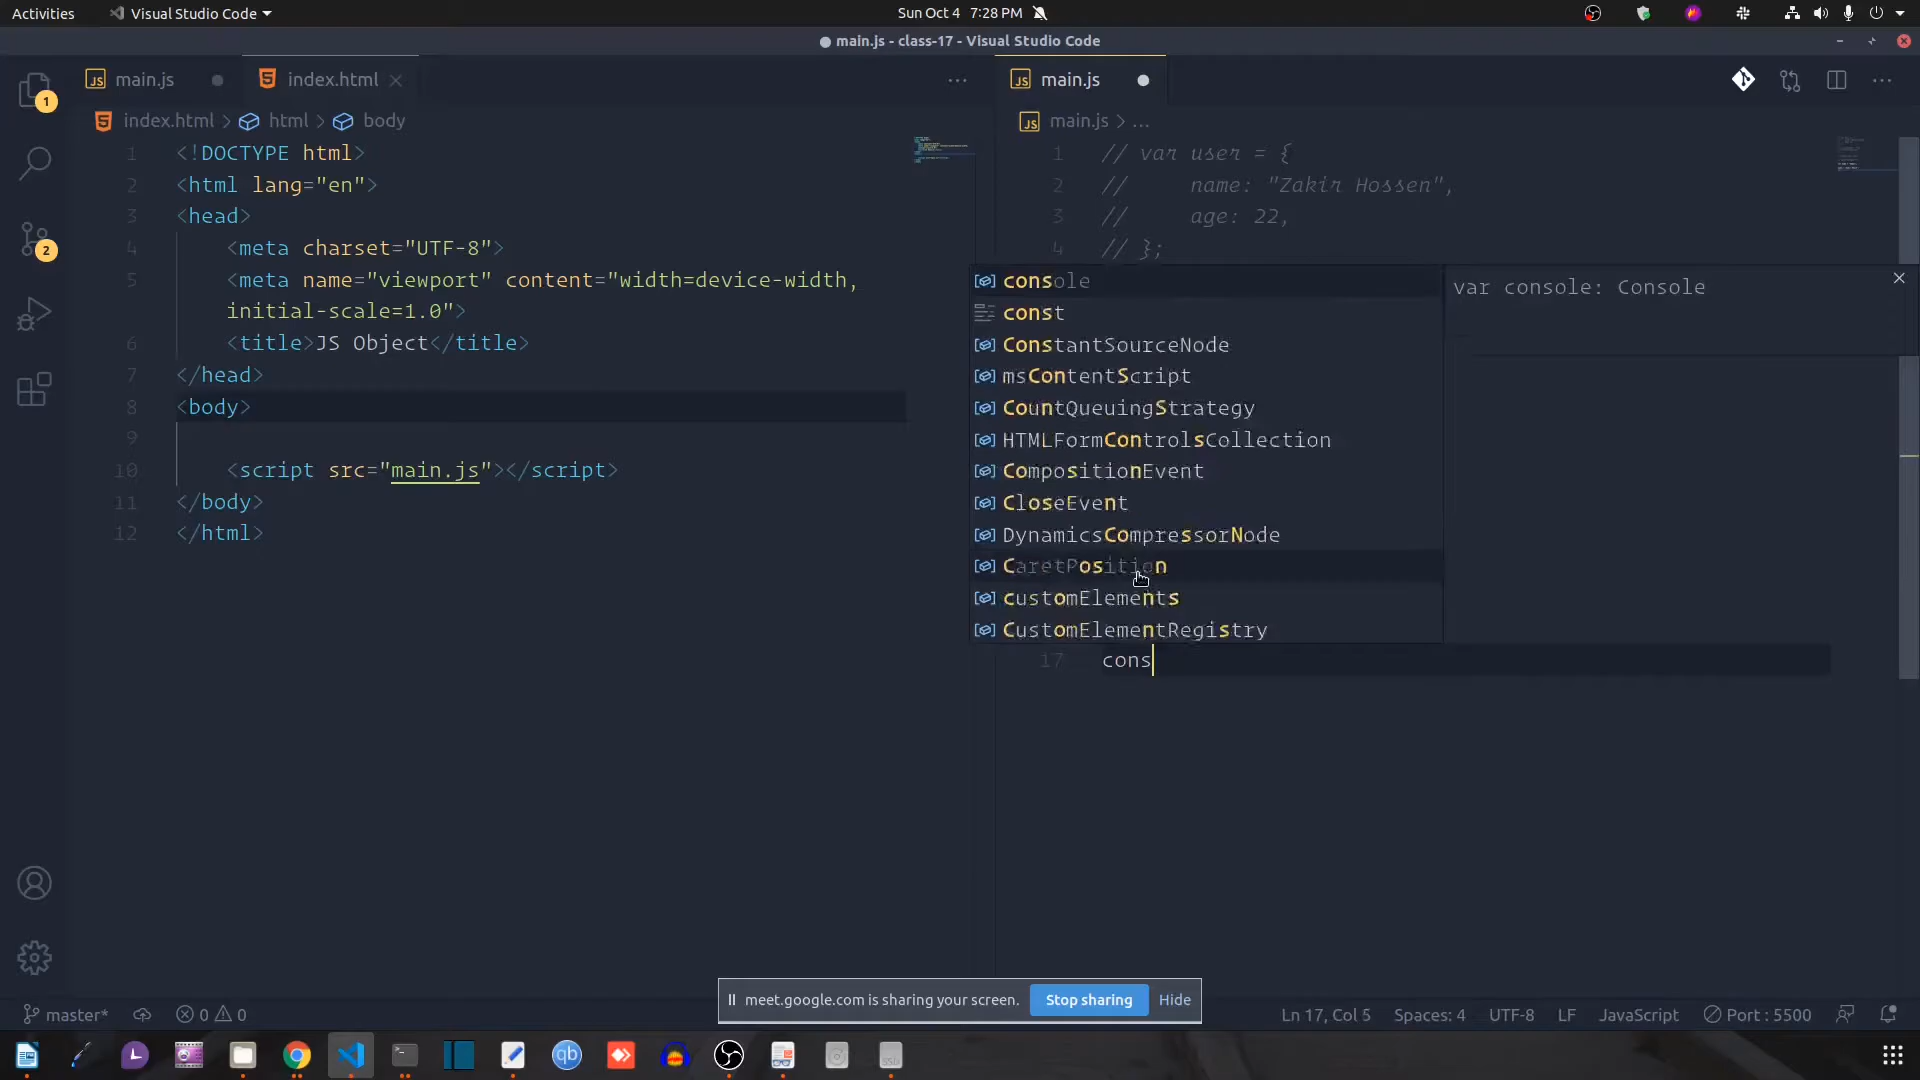 Activities
Visual Studio Code
Sun Oct 4 7:28 PM
● main.js - class-17 - Visual Studio Code
JS main.js
index.html
index.html > html > body
1 <!DOCTYPE html>
2 <html lang="en">
3 <head>
4 <meta charset="UTF-8">
5 <meta name="viewport" content="width=device-width,
initial-scale=1.0">
6 <title>JS Object</title>
7 </head>
8 <body>
9
10 <script src="main.js"></script>
11 </body>
12 </html>
JS main.js
JS main.js > ...
1 // var user = {
2 // name: "Zakir Hossen",
3 // age: 22,
4 // };
console
const
ConstantSourceNode
msContentScript
CountQueuingStrategy
HTMLFormControlsCollection
CompositionEvent
CloseEvent
DynamicsCompressorNode
CaretPosition
customElements
CustomElementRegistry
var console: Console
17 cons
1
2
meet.google.com is sharing your screen.
Stop sharing
Hide
master*
0 0
Ln 17, Col 5
Spaces: 4
UTF-8
LF
JavaScript
Port : 5500
qb